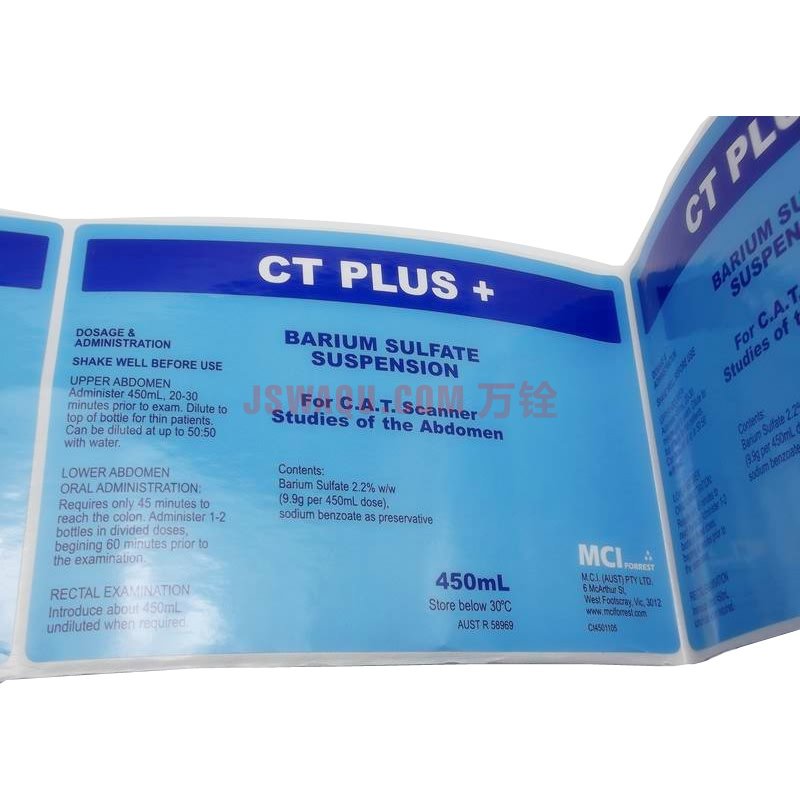 CT PLUS +
DOSAGE &
ADMINISTRATION
SHAKE WELL BEFORE USE
UPPER ABDOMEN
Administer 450mL, 20-30
minutes prior to exam. Dilute to
top of bottle for thin patients.
Can be diluted at up to 50:50
with water.
LOWER ABDOMEN
ORAL ADMINISTRATION:
Requires only 45 minutes to
reach the colon. Administer 1-2
bottles in divided doses,
begining 60 minutes prior to
the examination.
RECTAL EXAMINATION
Introduce about 450mL
undiluted when required.
BARIUM SULFATE
SUSPENSION
For C.A.T. Scanner
Studies of the Abdomen
JSWAQU.COM 万铨
Contents:
Barium Sulfate 2.2% w/w
(9.9g per 450mL dose),
sodium benzoate as preservative
450mL
Store below 30°C
AUST R 58969
MCI FORREST
M.C.I. (AUST) PTY LTD.
6 McArthur St,
West Footscray, Vic, 3012
www.mciforrest.com
CI4501105
CT PLU
BARIUM SU
SUSPENSION
For C.A.T.
Studies of the
Contents:
Barium Sulfate 2.2%
(9.9g per 450mL d
sodium benzoate